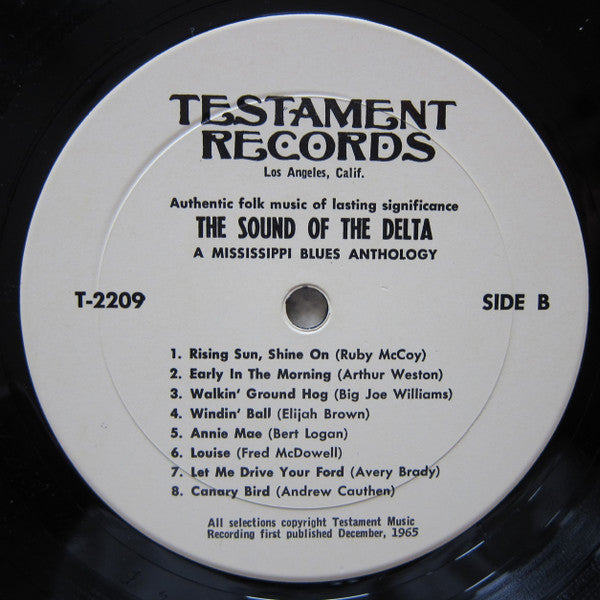 TESTAMENT
RECORDS
Los Angeles, Calif.
Authentic folk music of lasting significance
THE SOUND OF THE DELTA
A MISSISSIPPI BLUES ANTHOLOGY
T-2209
SIDE B
1. Rising Sun, Shine On (Ruby McCoy)
2. Early In The Morning (Arthur Weston)
3. Walkin' Ground Hog (Big Joe Williams)
4. Windin' Ball (Elijah Brown)
5. Annie Mae (Bert Logan)
6. Louise (Fred McDowell)
7. Let Me Drive Your Ford (Avery Brady)
8. Canary Bird (Andrew Cauthen)
All selections copyright Testament Music
Recording first published December, 1965